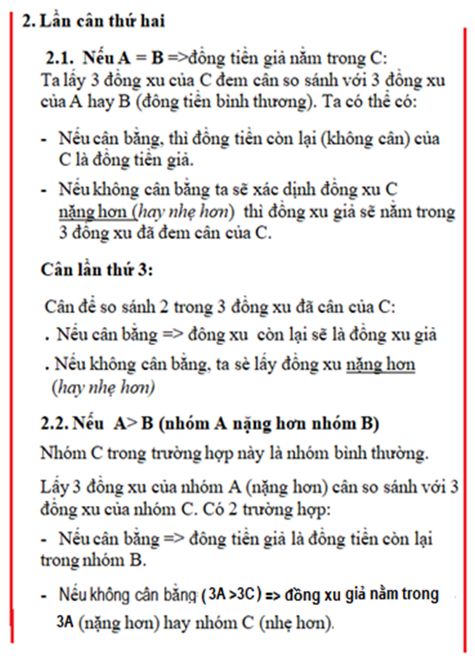 2. Lần cân thứ hai
2.1. Nếu A = B =>đồng tiền giả nằm trong C:
Ta lấy 3 đồng xu của C đem cân so sánh với 3 đồng xu
của A hay B (đông tiền bình thương). Ta có thể có:
- Nếu cân bằng, thì đồng tiền còn lại (không cân) của
C là đồng tiền giả.
- Nếu không cân bằng ta sẽ xác dịnh đồng xu C
nặng hơn (hay nhẹ hơn) thì đồng xu giả sẽ nằm trong
3 đồng xu đã đem cân của C.
Cân lần thứ 3:
Cân để so sánh 2 trong 3 đồng xu đã cân của C:
. Nếu cân bằng => đông xu còn lại sẽ là đồng xu giả
. Nếu không cân bằng, ta sè lấy đồng xu nặng hơn
(hay nhẹ hơn)
2.2. Nếu A> B (nhóm A nặng hơn nhóm B)
Nhóm C trong trường hợp này là nhóm bình thường.
Lấy 3 đồng xu của nhóm A (nặng hơn) cân so sánh với 3
đồng xu của nhóm C. Có 2 trường hợp:
- Nếu cân bằng => đông tiền giả là đồng tiền còn lại
trong nhóm B.
- Nếu không cân bằng (3A >3C) => đồng xu giả nằm trong
3A (nặng hơn) hay nhóm C (nhẹ hơn).